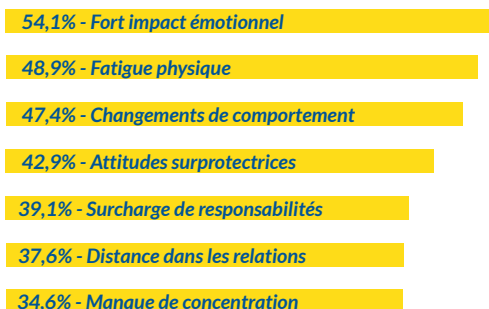 54,1% - Fort impact émotionnel
48,9% - Fatigue physique
47,4% - Changements de comportement
42,9% - Attitudes surprotectrices
39,1% - Surcharge de responsabilités
37,6% - Distance dans les relations
34,6% - Manque de concentration